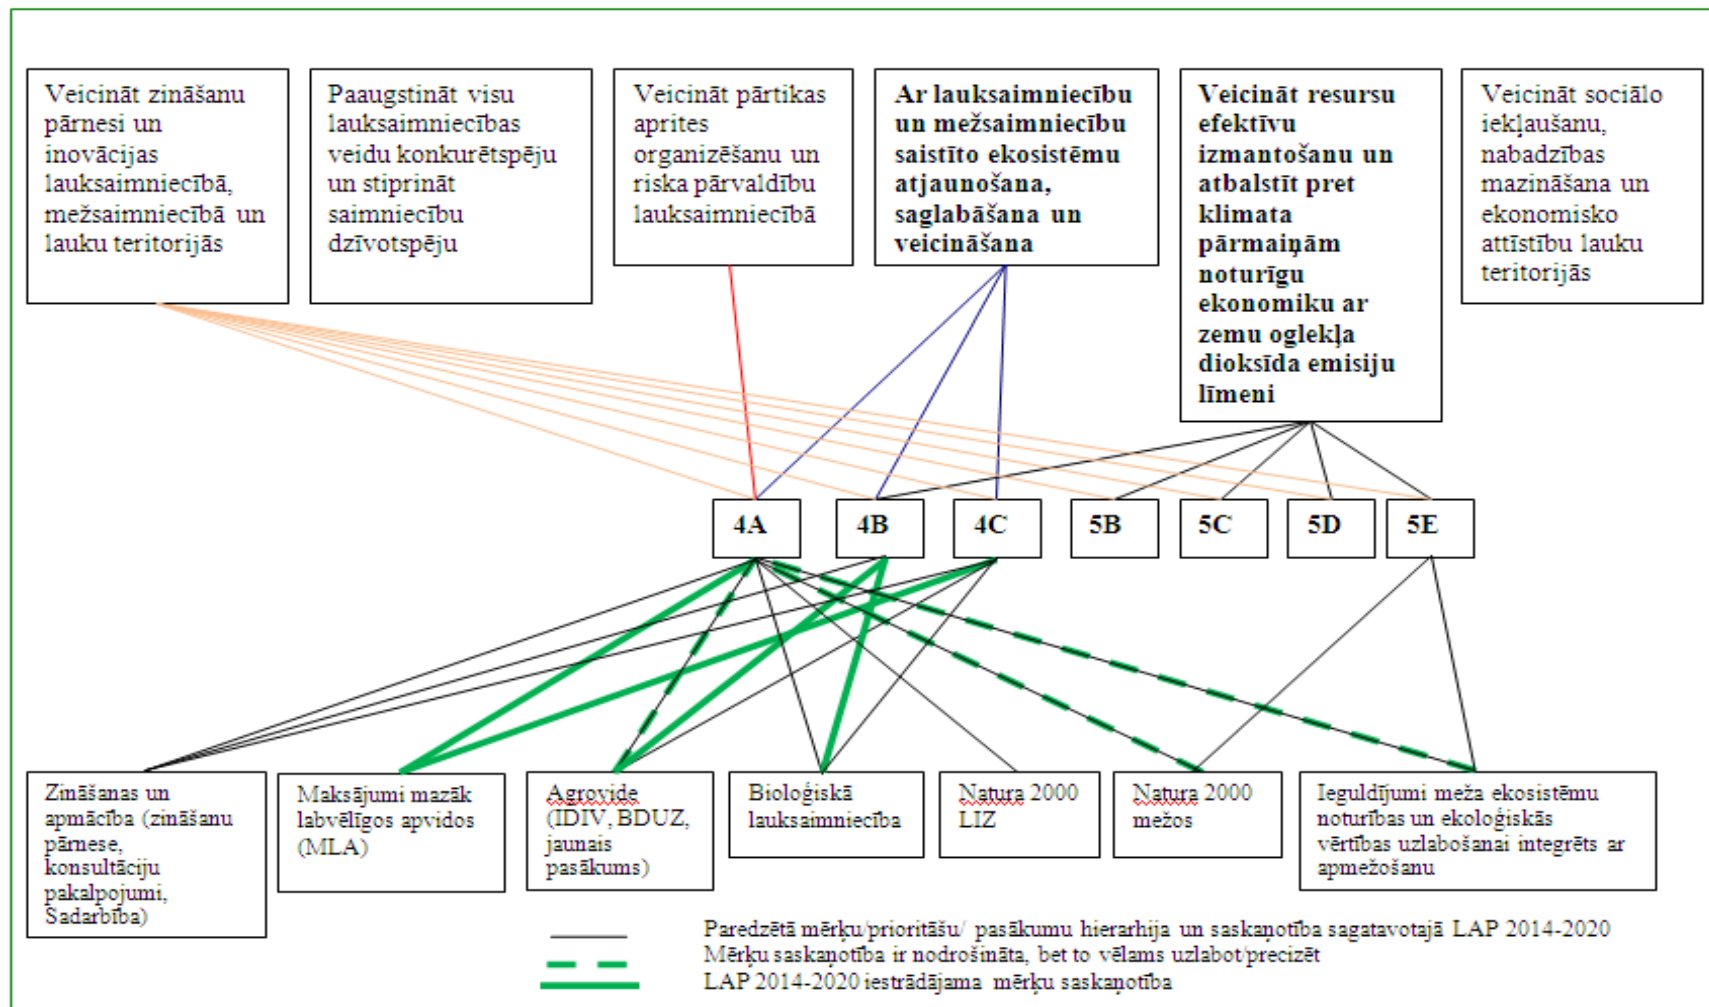 Veicināt zināšanu
pārnesi un
inovācijas
lauksaimniecībā,
mežsaimniecībā un
lauku teritorijās
Paaugstināt visu
lauksaimniecības
veidu konkurētspēju
un stiprināt
saimniecību
dzīvotspēju
Veicināt pārtikas
aprites
organizēšanu un
riska pārvaldību
lauksaimniecībā
Ar lauksaimniecību
un mežsaimniecību
saistīto ekosistēmu
atjaunošana,
saglabāšana un
veicināšana
Veicināt resursu
efektīvu
izmantošanu un
atbalstīt pret
klimata
pārmaiņām
noturīgu
ekonomiku ar
zemu oglekļa
dioksīda emisiju
līmeni
Veicināt sociālo
iekļaušanu,
nabadzības
mazināšana un
ekonomisko
attīstību lauku
teritorijās
4A
4B
4C
5B
5C
5D
5E
Zināšanas un
apmācība (zināšanu
pārnese,
konsultāciju
pakalpojumi,
Sadarbība)
Maksājumi mazāk
labvēlīgos apvidos
(MLA)
Agrovide
(IDIV, BDUZ,
jaunais
pasākums)
Bioloģiskā
lauksaimniecība
Natura 2000
LIZ
Natura 2000
mežos
Ieguldījumi meža ekosistēmu
noturības un ekoloģiskās
vērtības uzlabošanai integrēts ar
apmežošanu
Paredzētā mērķu/prioritāšu/ pasākumu hierarhija un saskaņotība sagatavotajā LAP 2014-2020
Mērķu saskaņotība ir nodrošināta, bet to vēlams uzlabot/precizēt
LAP 2014-2020 iestrādājama mērķu saskaņotība